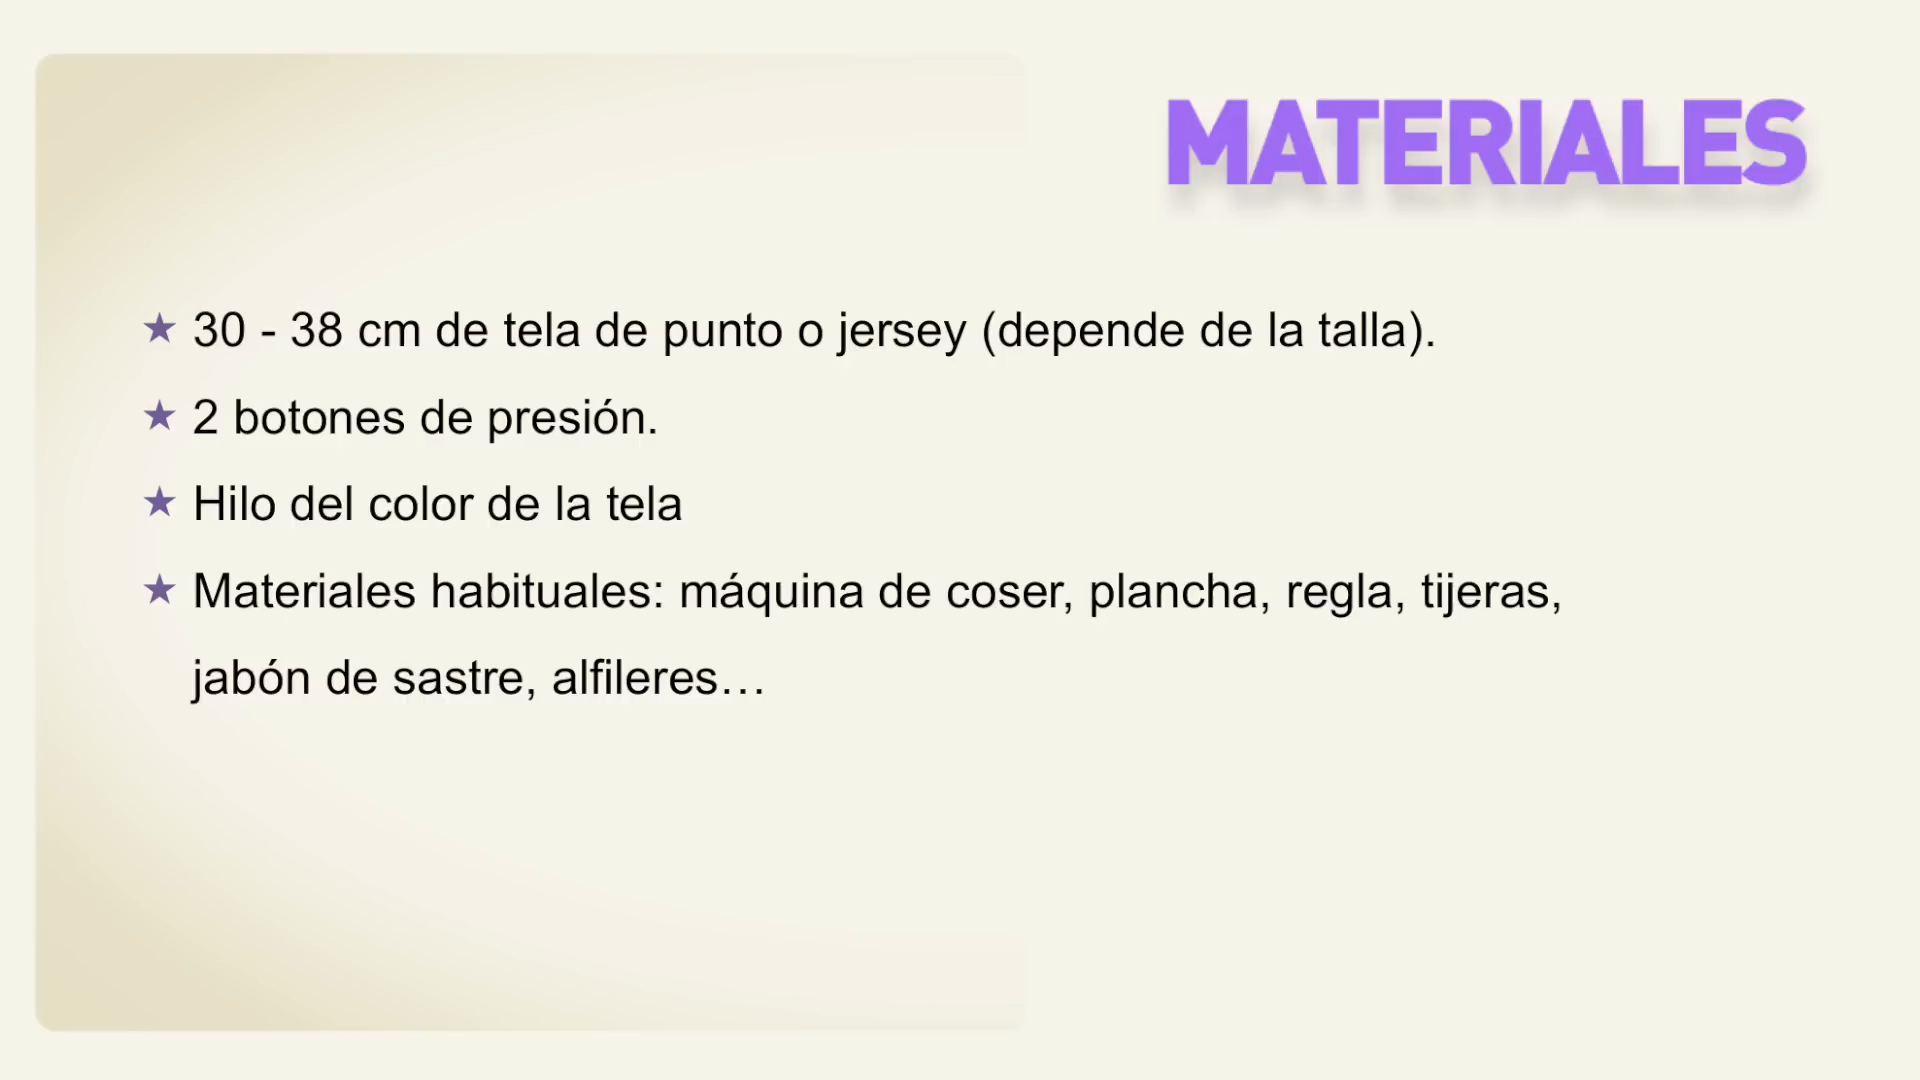 MATERIALES
★ 30 - 38 cm de tela de punto o jersey (depende de la talla).
★ 2 botones de presión.
★ Hilo del color de la tela
★ Materiales habituales: máquina de coser, plancha, regla, tijeras,
jabón de sastre, alfileres…